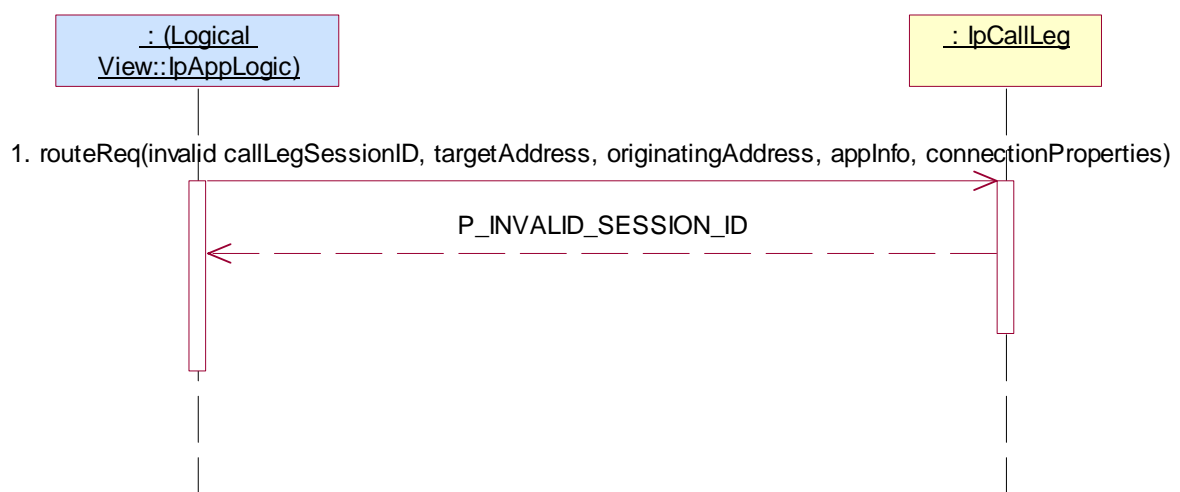 : (Logical
View::IpAppLogic)
: IpCallLeg
1. routeReq(invalid callLegSessionID, targetAddress, originatingAddress, appInfo, connectionProperties)
P_INVALID_SESSION_ID